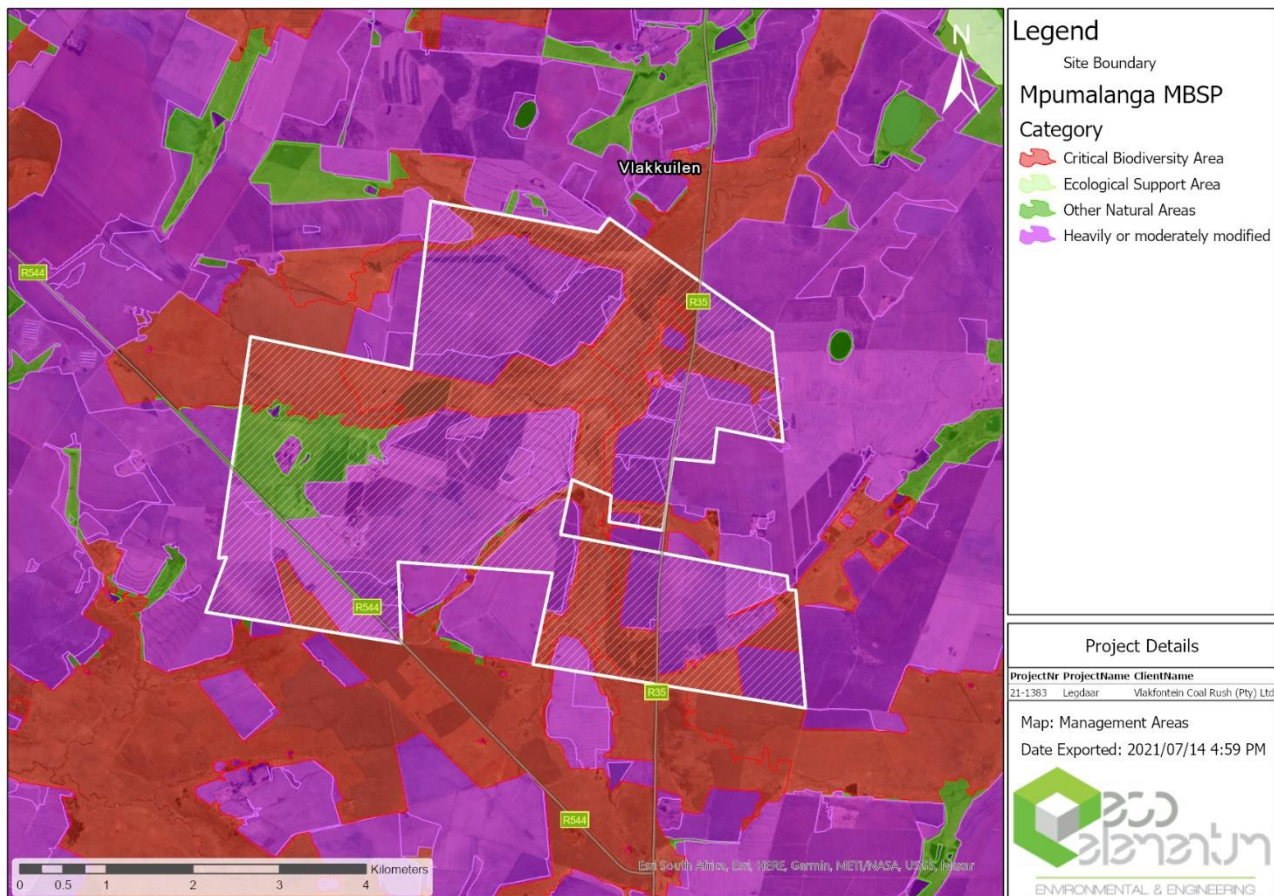 Vlakkuilen
R544
R35
R544
R35
R544
Kilometers
0 0.5 1 2 3 4
Esri South Africa, Esri, HERE, Garmin, METI/NASA, USGS, Maxar
N
Legend
Site Boundary
Mpumalanga MBSP
Category
Critical Biodiversity Area
Ecological Support Area
Other Natural Areas
Heavily or moderately modified
Project Details
ProjectNr ProjectName ClientName
21-1383 Legdaar Vlakfontein Coal Rush (Pty) Ltd
Map: Management Areas
Date Exported: 2021/07/14 4:59 PM
eco
elementum
ENVIRONMENTAL & ENGINEERING